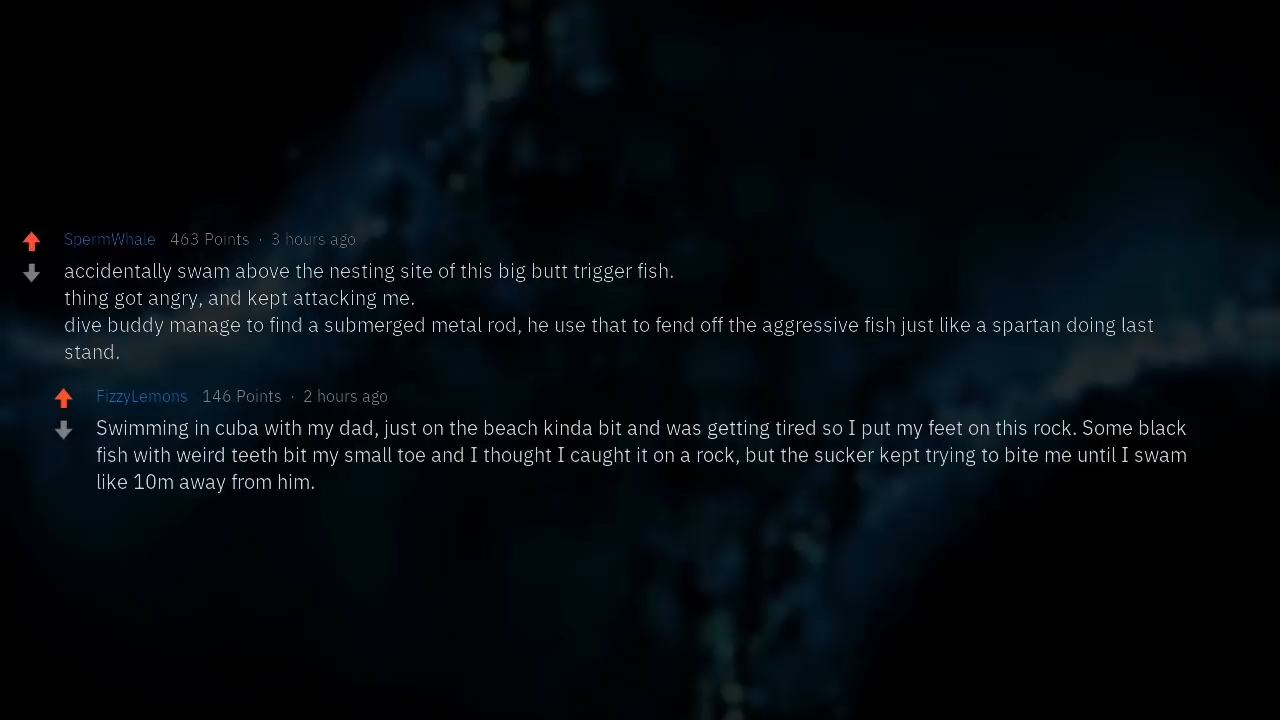 SpermWhale 463 Points · 3 hours ago
accidentally swam above the nesting site of this big butt trigger fish.
thing got angry, and kept attacking me.
dive buddy manage to find a submerged metal rod, he use that to fend off the aggressive fish just like a spartan doing last
stand.
FizzyLemons 146 Points · 2 hours ago
Swimming in cuba with my dad, just on the beach kinda bit and was getting tired so I put my feet on this rock. Some black
fish with weird teeth bit my small toe and I thought I caught it on a rock, but the sucker kept trying to bite me until I swam
like 10m away from him.